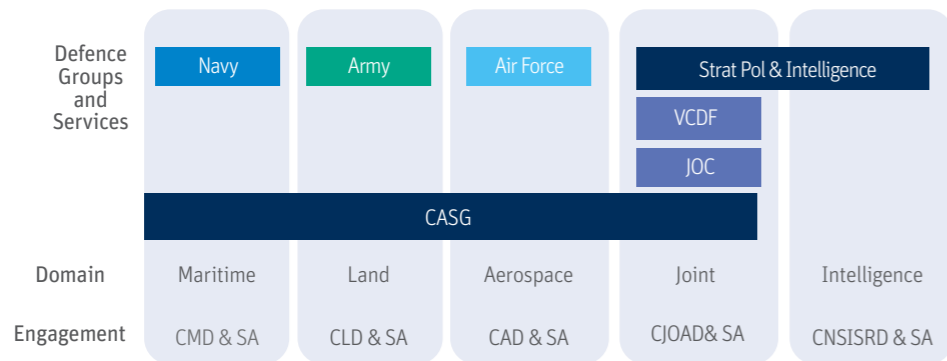 Defence
Groups
and
Services
Navy
Army
Air Force
Strat Pol & Intelligence
VCDF
JOC
CASG
Domain
Maritime
Land
Aerospace
Joint
Intelligence
Engagement
CMD & SA
CLD & SA
CAD & SA
CJOAD& SA
CNSISRD & SA